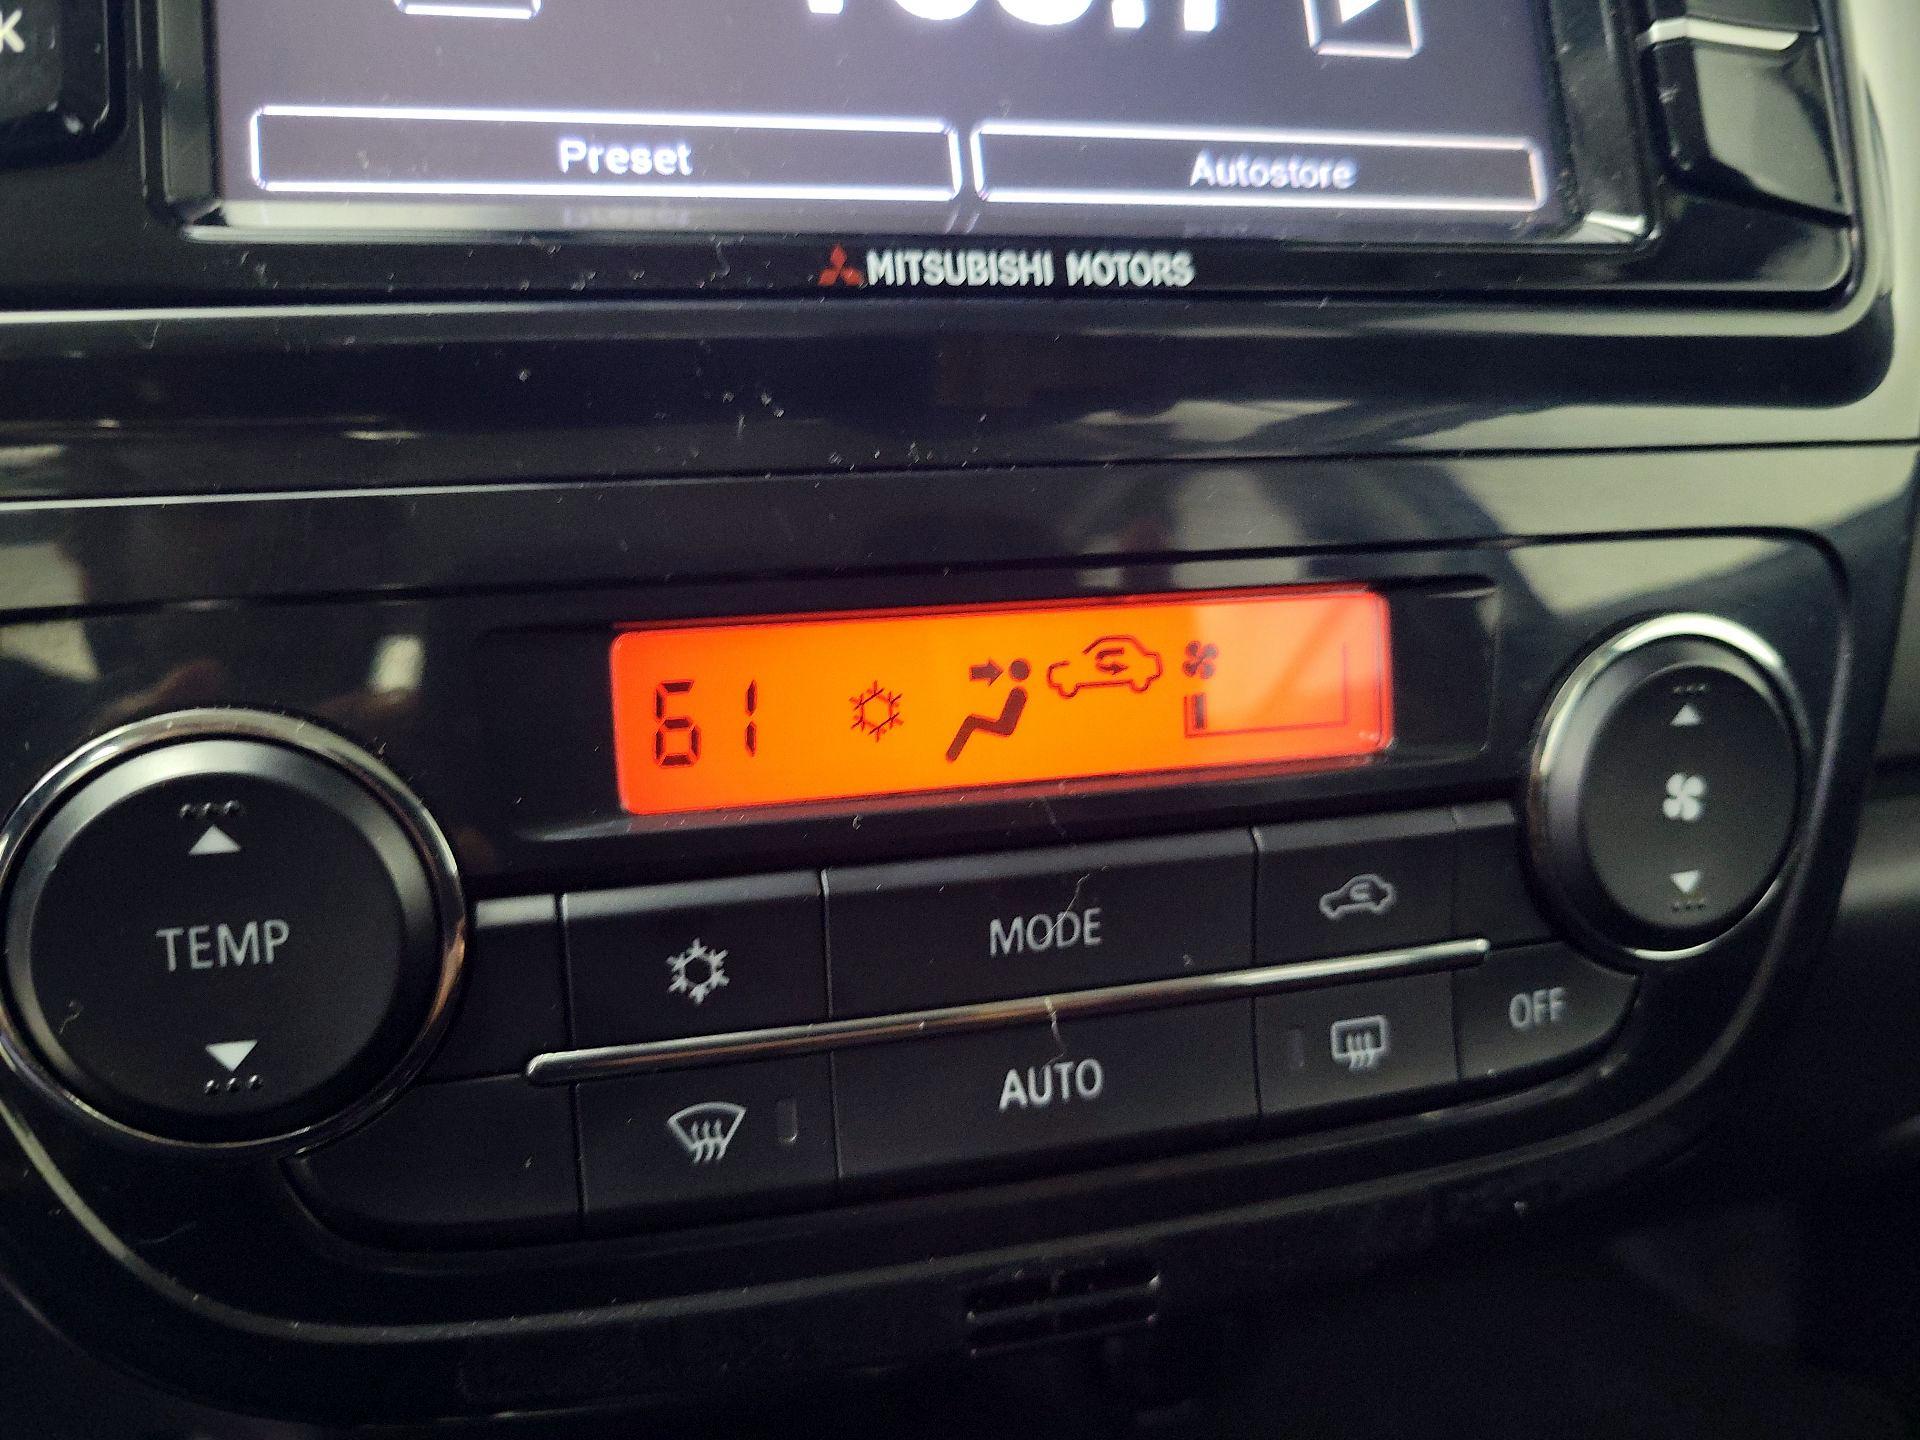 K
Preset
Autostore
MITSUBISHI MOTORS
61
TEMP
MODE
AUTO
OFF